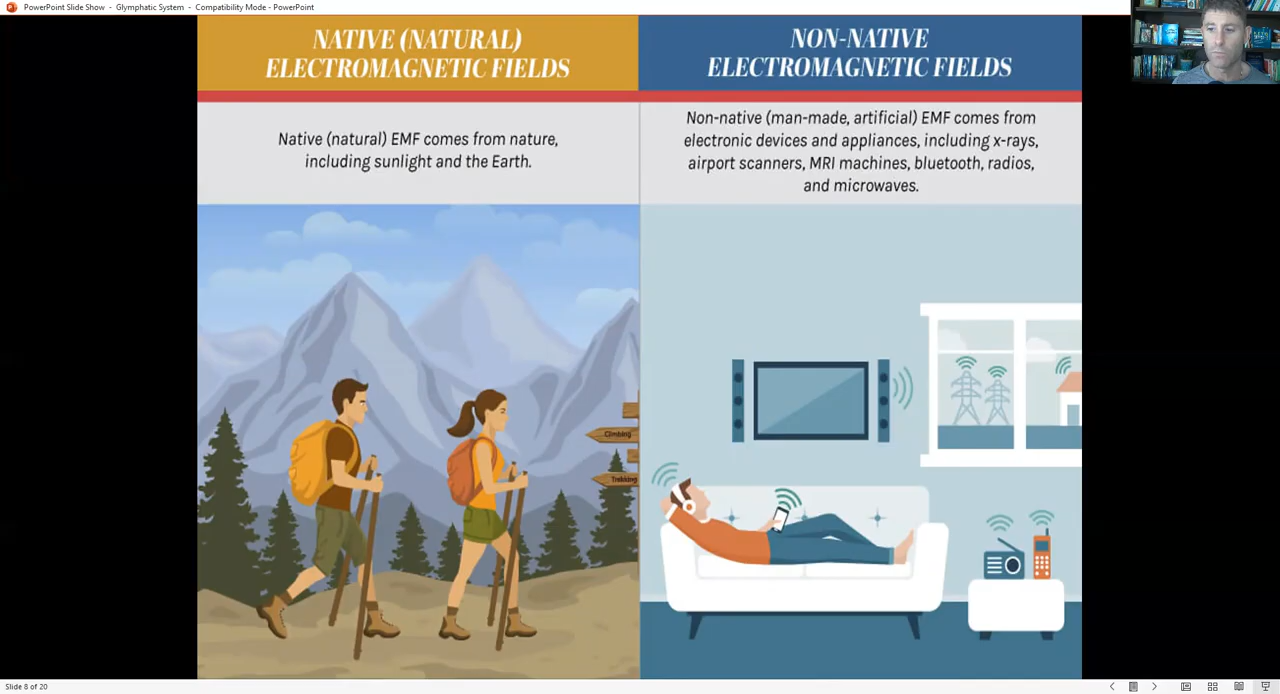 PowerPoint Slide Show - Glymphatic System - Compatibility Mode - PowerPoint
NATIVE (NATURAL)
ELECTROMAGNETIC FIELDS
NON-NATIVE
ELECTROMAGNETIC FIELDS
Native (natural) EMF comes from nature,
including sunlight and the Earth.
Non-native (man-made, artificial) EMF comes from
electronic devices and appliances, including x-rays,
airport scanners, MRI machines, bluetooth, radios,
and microwaves.
Climbing
Trekking
Slide 8 of 20